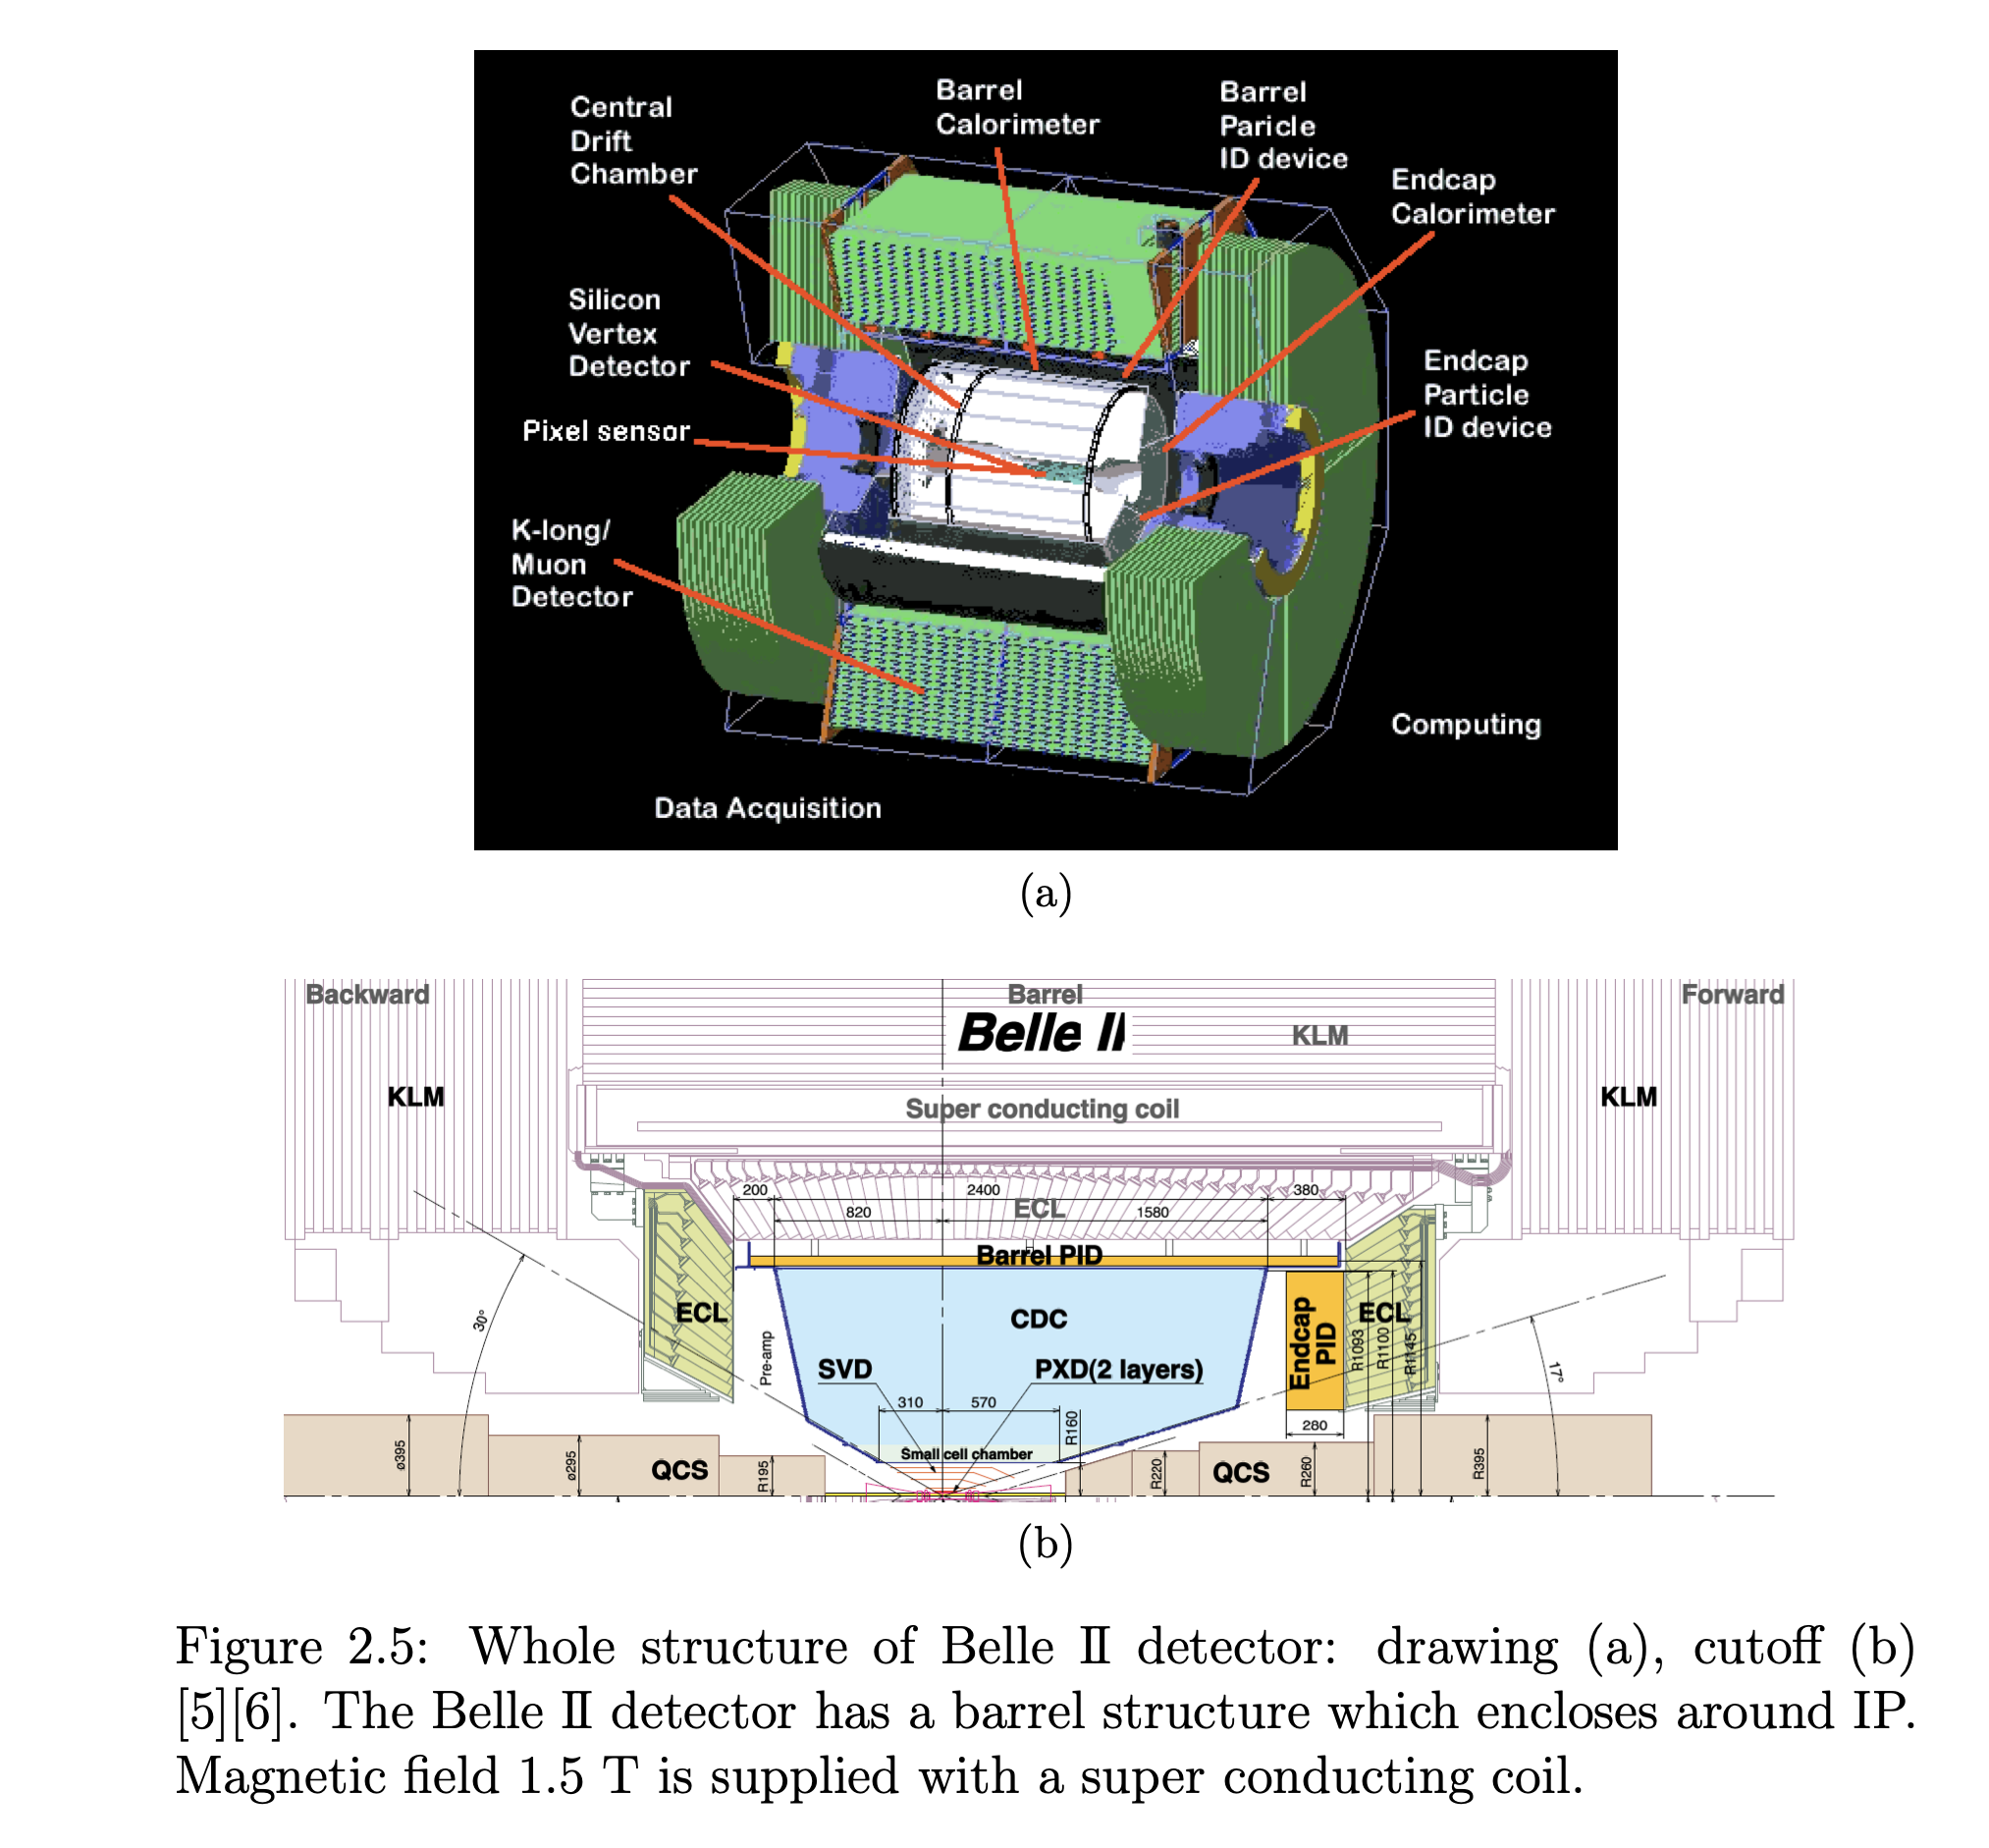 Central
Drift
Chamber
Barrel
Calorimeter
Barrel
Paricle
ID device
Endcap
Calorimeter
Silicon
Vertex
Detector
Endcap
Particle
ID device
Pixel sensor
K-long/
Muon
Detector
Computing
Data Acquisition
(a)
Backward
Barrel
Forward
Belle II
KLM
KLM
KLM
Super conducting coil
200
2400
380
ECL
820
1580
Barrel PID
30°
ECL
Pre-amp
CDC
Endcap
PID
ECL
R1093
R1100
R1145
17°
SVD
PXD(2 layers)
310
570
R160
280
Small cell chamber
ø395
ø295
QCS
R195
R220
QCS
R260
R395
(b)
Figure 2.5: Whole structure of Belle II detector: drawing (a), cutoff (b)
[5][6]. The Belle II detector has a barrel structure which encloses around IP.
Magnetic field 1.5 T is supplied with a super conducting coil.